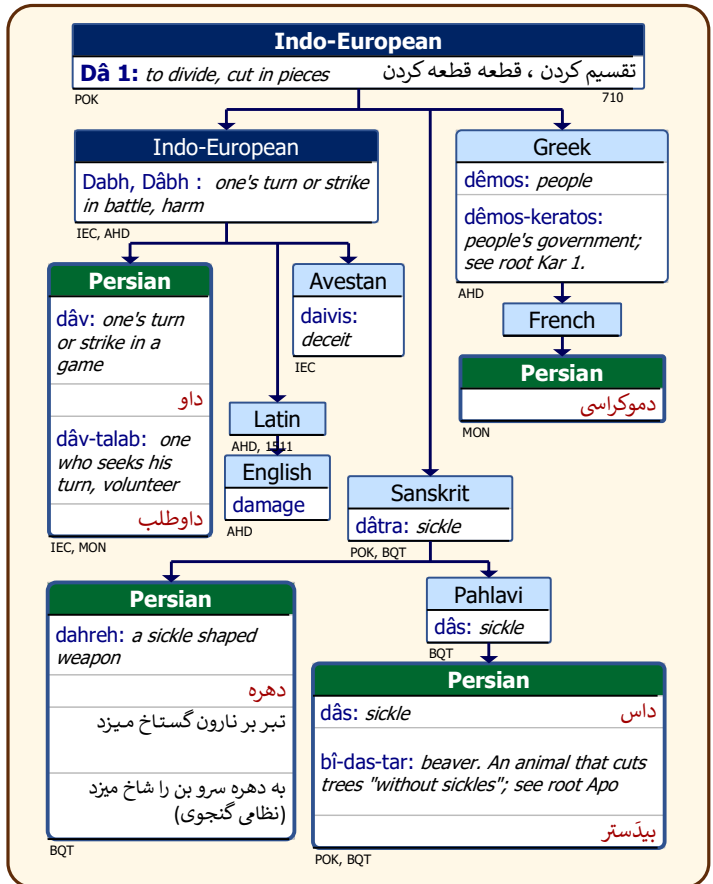 Indo-European
Dâ 1: to divide, cut in pieces تقسیم کردن ، قطعه قطعه کردن
POK 710
Indo-European
Dabh, Dâbh : one's turn or strike
in battle, harm
IEC, AHD
Greek
dêmos: people
dêmos-keratos:
people's government;
see root Kar 1.
AHD
Persian
dâv: one's turn
or strike in a
game
داو
dâv-talab: one
who seeks his
turn, volunteer
داوطلب
IEC, MON
Avestan
daivis:
deceit
IEC
French
Persian
دموکراسی
MON
Latin
AHD, 1511
English
damage
AHD
Sanskrit
dâtra: sickle
POK, BQT
Persian
dahreh: a sickle shaped
weapon
دهره
تبر بر نارون گستاخ میزد
به دهره سرو بن را شاخ میزد
(نظامی گنجوی)
BQT
Pahlavi
dâs: sickle
BQT
Persian
dâs: sickle داس
bî-das-tar: beaver. An animal that cuts
trees "without sickles"; see root Apo
بیدَستر
POK, BQT